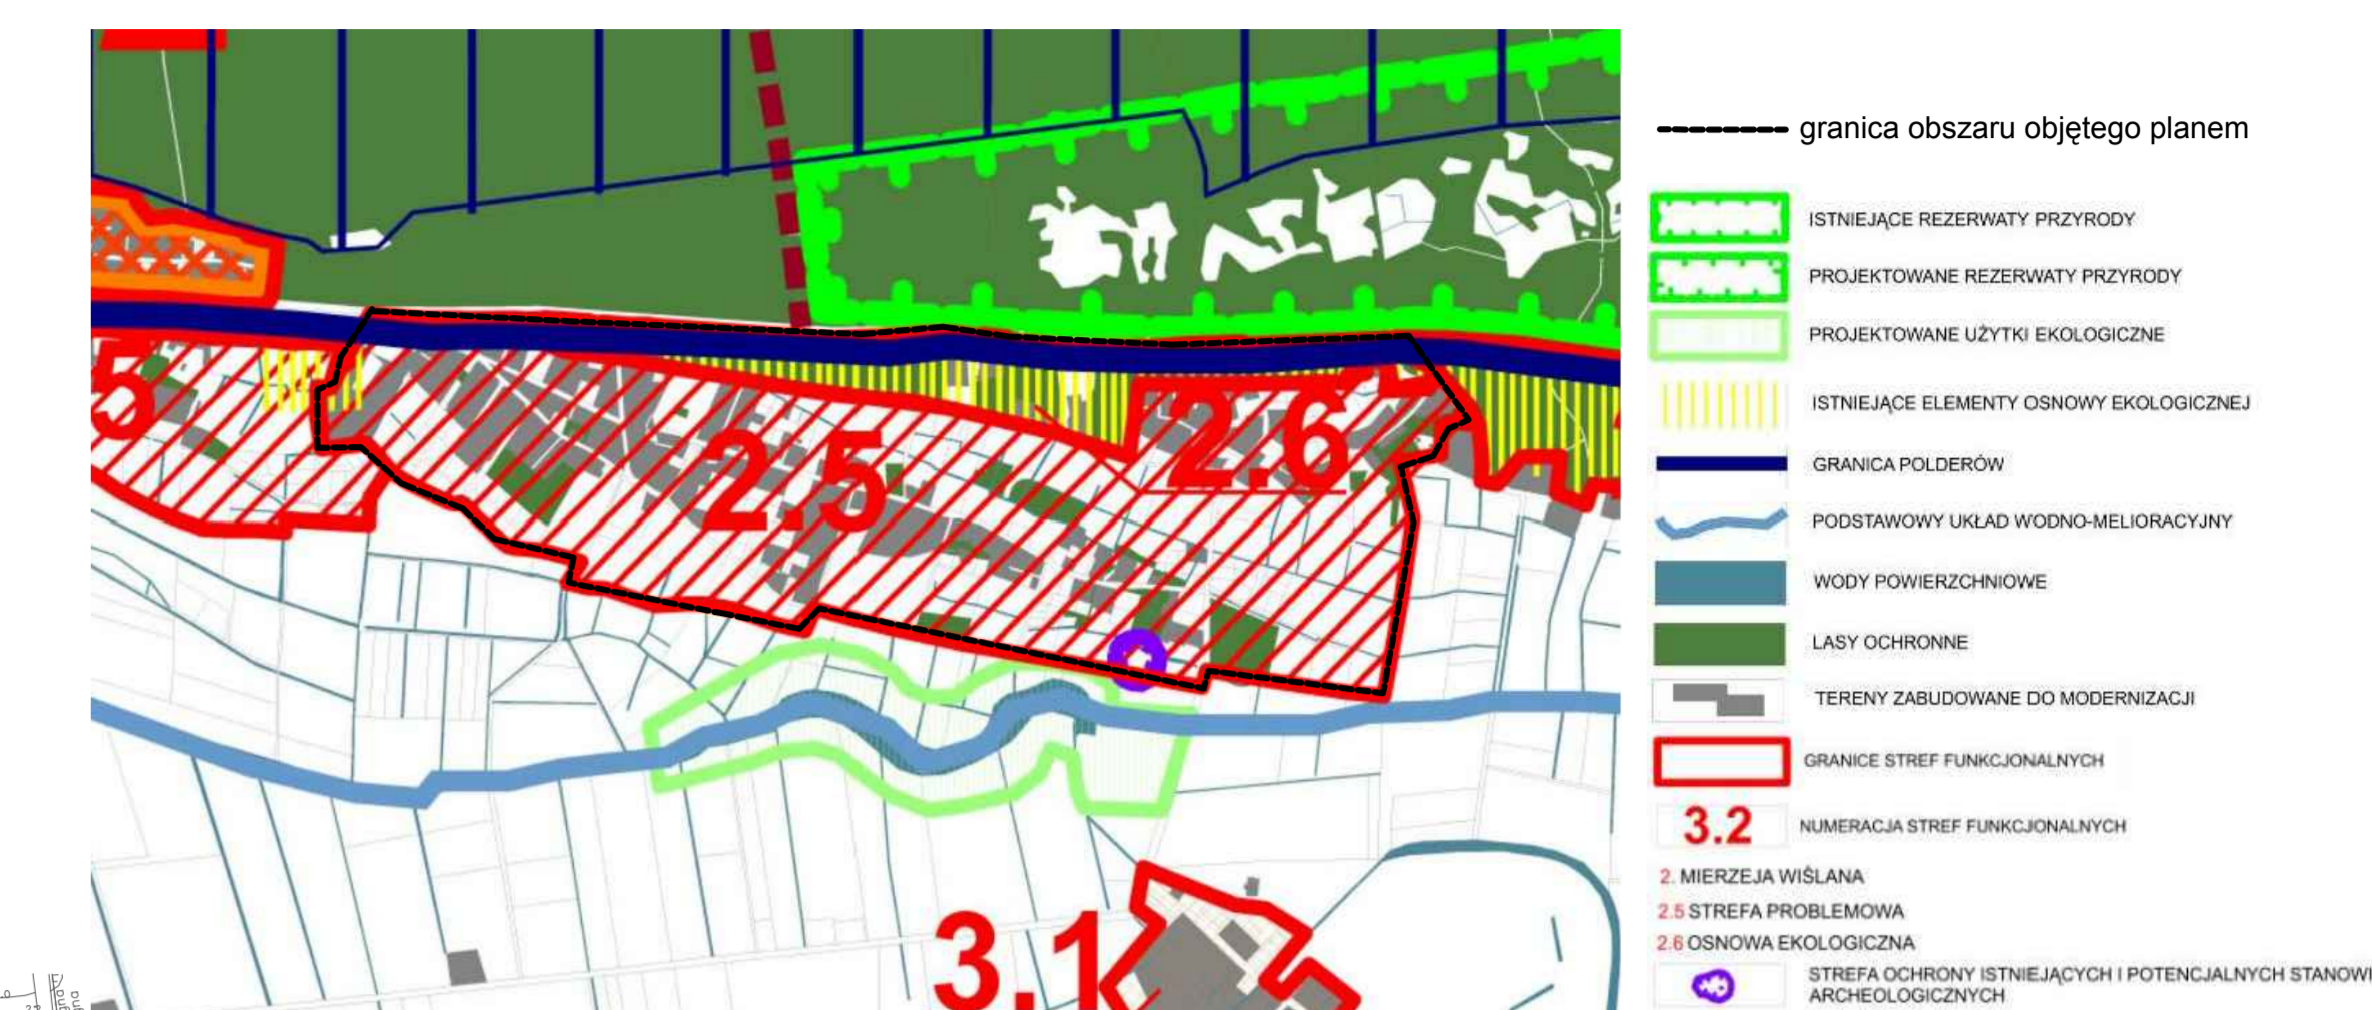 5
2.5
2.6
3.1
granica obszaru objętego planem
ISTNIEJĄCE REZERWATY PRZYRODY
PROJEKTOWANE REZERWATY PRZYRODY
PROJEKTOWANE UŻYTKI EKOLOGICZNE
ISTNIEJĄCE ELEMENTY OSNOWY EKOLOGICZNEJ
GRANICA POLDERÓW
PODSTAWOWY UKŁAD WODNO-MELIORACYJNY
WODY POWIERZCHNIOWE
LASY OCHRONNE
TERENY ZABUDOWANE DO MODERNIZACJI
GRANICE STREF FUNKCJONALNYCH
3.2 NUMERACJA STREF FUNKCJONALNYCH
2. MIERZEJA WIŚLANA
2.5 STREFA PROBLEMOWA
2.6 OSNOWA EKOLOGICZNA
STREFA OCHRONY ISTNIEJĄCYCH I POTENCJALNYCH STANOWI
ARCHEOLOGICZNYCH